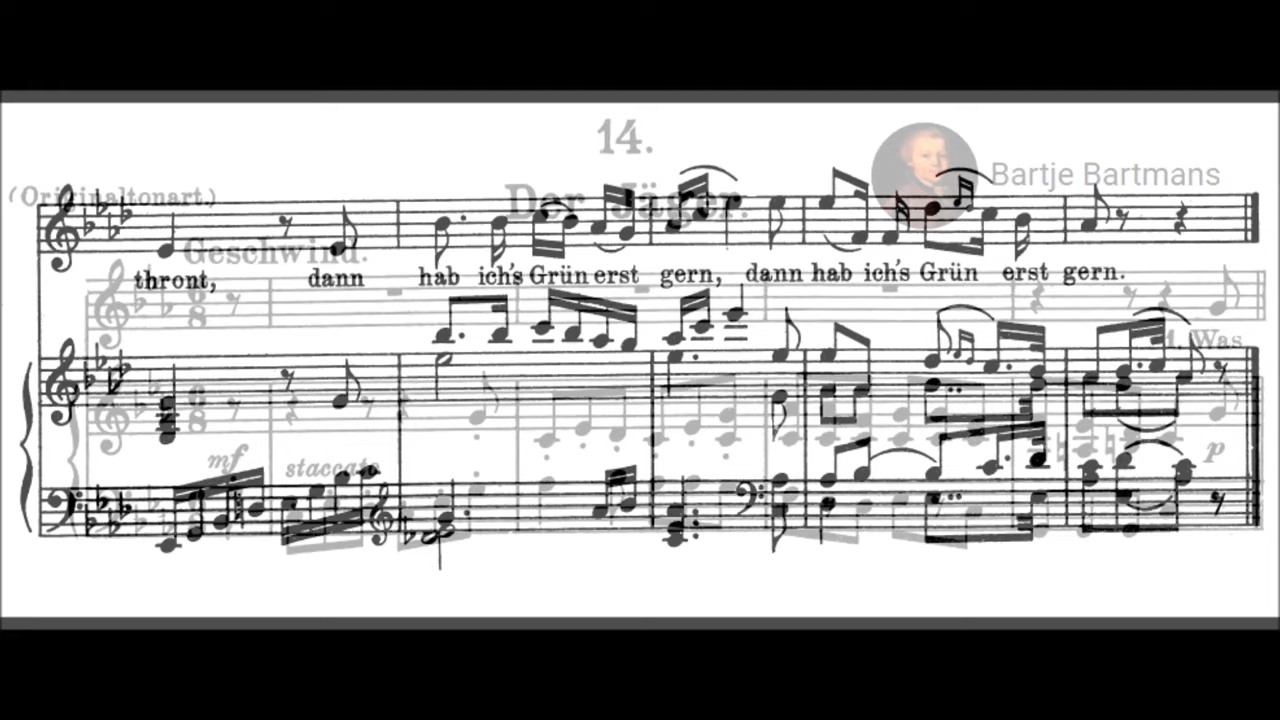 14.
Bartje Bartmans
(Originaltonart.)
Der Jäger.
Geschwind.
thront, dann hab ich's Grün erst gern, dann hab ich's Grün erst gern.
1. Was
mf staccato p